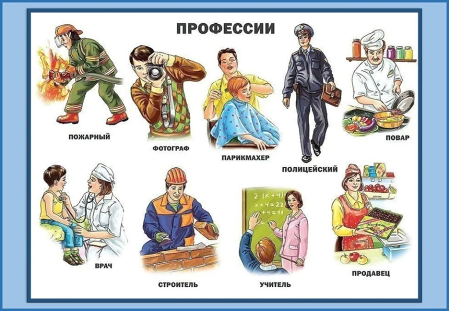 ПРОФЕССИИ
ПОЖАРНЫЙ
ФОТОГРАФ
ПАРИКМАХЕР
ПОЛИЦЕЙСКИЙ
ПОВАР
ВРАЧ
СТРОИТЕЛЬ
УЧИТЕЛЬ
ПРОДАВЕЦ